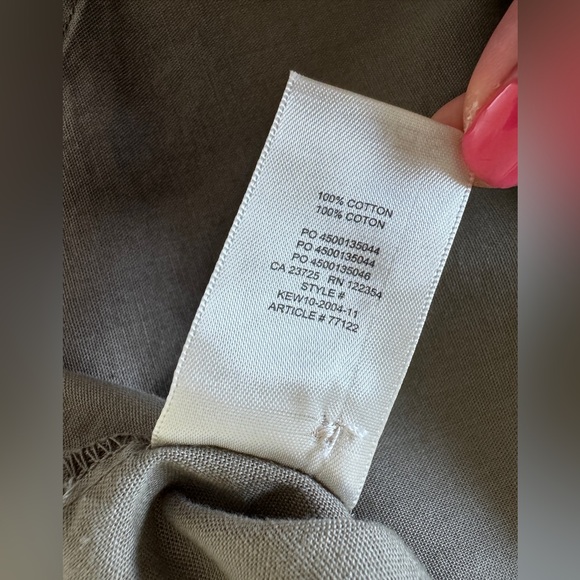 100% COTTON
100% COTON
PO 4500135044
PO 4500135044
PO 4500135046
CA 23725 RN 122354
STYLE #
KEW10-2004-11
ARTICLE # 77122